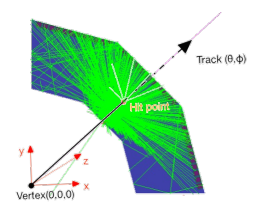 Track (θ,ϕ)
Hit point
y
z
x
Vertex(0,0,0)